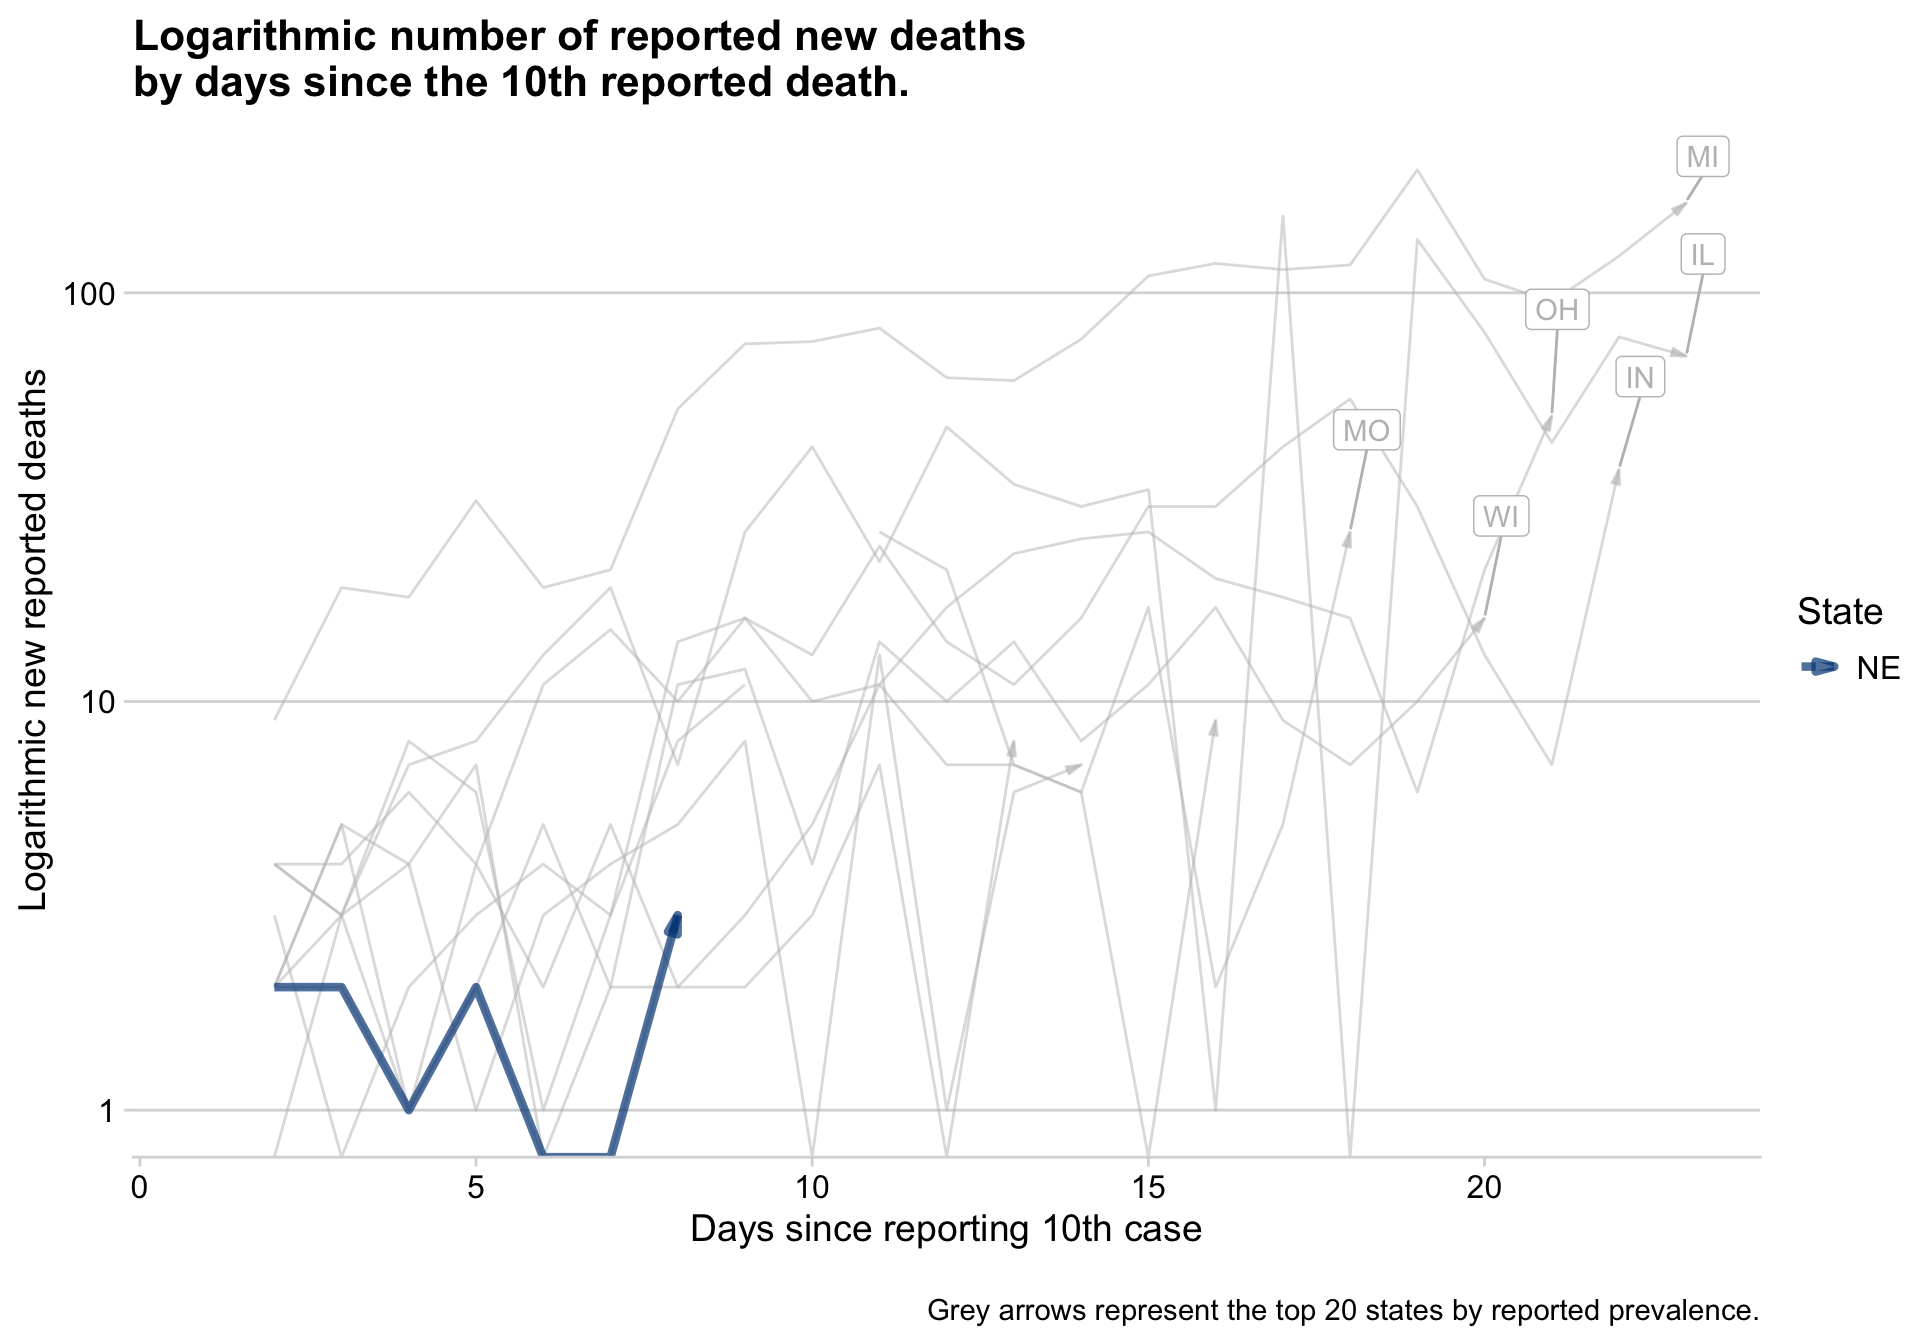 Logarithmic number of reported new deaths
by days since the 10th reported death.
MI
IL
OH
IN
MO
WI
100
10
1
Logarithmic new reported deaths
State
NE
0 5 10 15 20
Days since reporting 10th case
Grey arrows represent the top 20 states by reported prevalence.